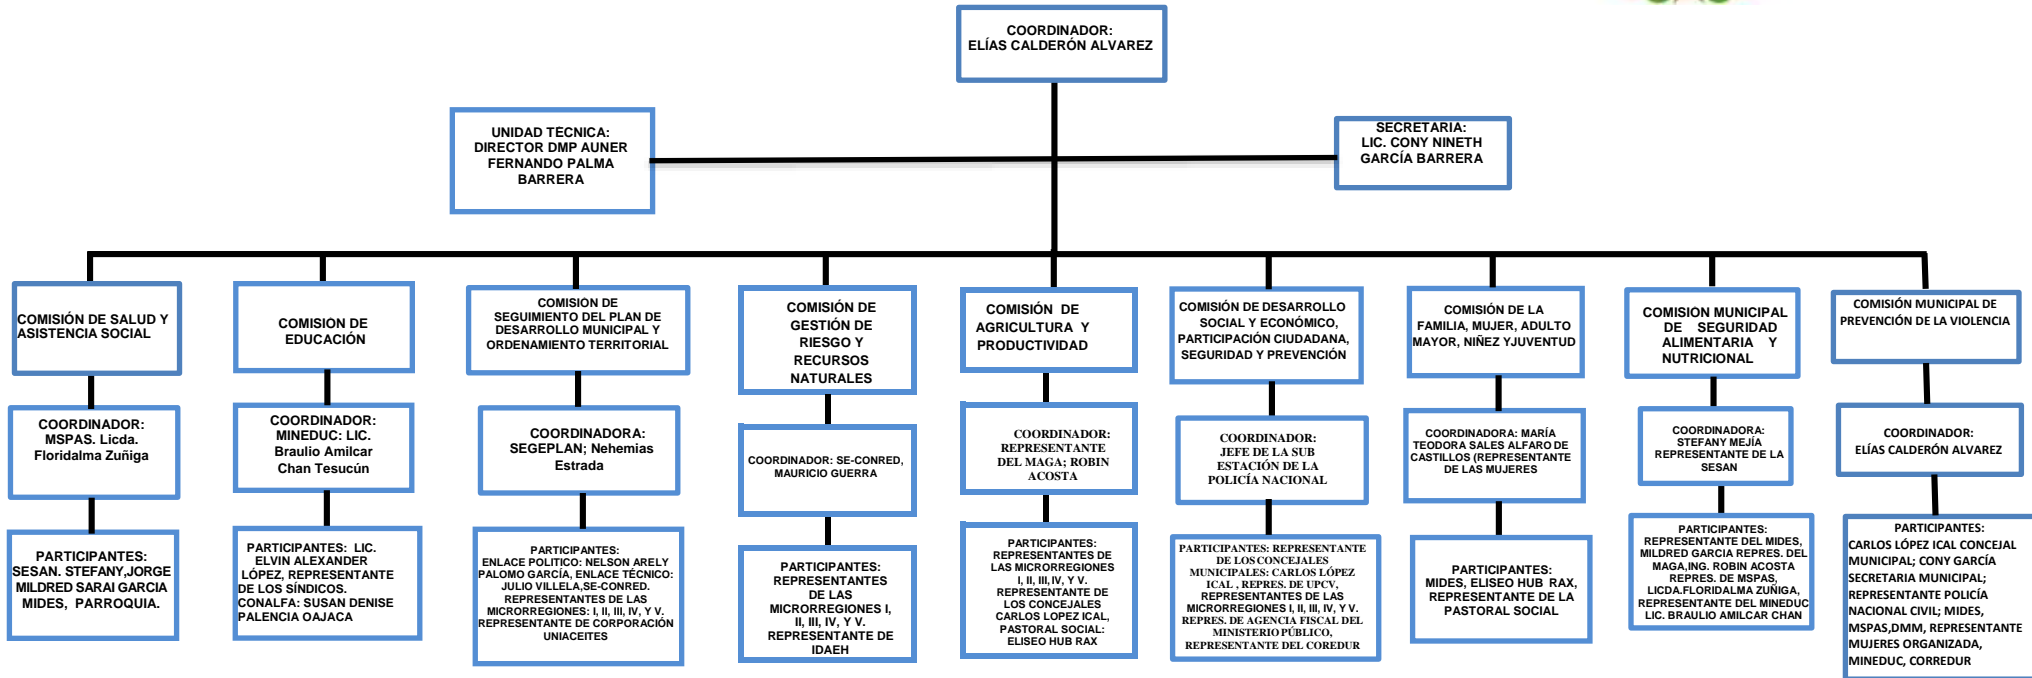 COORDINADOR:
ELÍAS CALDERÓN ALVAREZ
UNIDAD TÉCNICA:
DIRECTOR DMP AUNER
FERNANDO PALMA
BARRERA
SECRETARIA:
LIC. CONY NINETH
GARCÍA BARRERA
COMISIÓN DE SALUD Y
ASISTENCIA SOCIAL
COORDINADOR:
MSPAS. Licda.
Floridalma Zuñiga
PARTICIPANTES:
SESAN. STEFANY,JORGE
MILDRED SARAI GARCIA
MIDES, PARROQUIA.
COMISIÓN DE
EDUCACIÓN
COORDINADOR:
MINEDUC: LIC.
Braulio Amilcar
Chan Tesucún
PARTICIPANTES: LIC.
ELVIN ALEXANDER
LÓPEZ, REPRESENTANTE
DE LOS SÍNDICOS.
CONALFA: SUSAN DENISE
PALENCIA OAJACA
COMISIÓN DE
SEGUIMIENTO DEL PLAN DE
DESARROLLO MUNICIPAL Y
ORDENAMIENTO TERRITORIAL
COORDINADORA:
SEGEPLAN; Nehemías
Estrada
PARTICIPANTES:
ENLACE POLITICO: NELSON ARELY
PALOMO GARCÍA, ENLACE TÉCNICO:
JULIO VILLELA,SE-CONRED.
REPRESENTANTES DE LAS
MICRORREGIONES: I, II, III, IV, Y V.
REPRESENTANTE DE CORPORACIÓN
UNIACEITES
COMISIÓN DE
GESTIÓN DE
RIESGO Y
RECURSOS
NATURALES
COORDINADOR: SE-CONRED,
MAURICIO GUERRA
PARTICIPANTES:
REPRESENTANTES
DE LAS
MICRORREGIONES I,
II, III, IV, Y V.
REPRESENTANTE DE
IDAEH
COMISIÓN DE
AGRICULTURA Y
PRODUCTIVIDAD
COORDINADOR:
REPRESENTANTE
DEL MAGA; ROBIN
ACOSTA
PARTICIPANTES:
REPRESENTANTES DE
LAS MICRORREGIONES
I, II, III, IV, Y V.
REPRESENTANTE DE
LOS CONCEJALES
CARLOS LOPEZ ICAL,
PASTORAL SOCIAL:
ELISEO HUB RAX
COMISIÓN DE DESARROLLO
SOCIAL Y ECONÓMICO,
PARTICIPACIÓN CIUDADANA,
SEGURIDAD Y PREVENCIÓN
COORDINADOR:
JEFE DE LA SUB
ESTACIÓN DE LA
POLICÍA NACIONAL
PARTICIPANTES: REPRESENTANTE
DE LOS CONCEJALES
MUNICIPALES: CARLOS LÓPEZ
ICAL , REPRES. DE UPCV,
REPRESENTANTES DE LAS
MICRORREGIONES I, II, III, IV, Y V.
REPRES. DE AGENCIA FISCAL DEL
MINISTERIO PÚBLICO,
REPRESENTANTE DEL COREDUR
COMISIÓN DE LA
FAMILIA, MUJER, ADULTO
MAYOR, NIÑEZ YJUVENTUD
COORDINADORA: MARÍA
TEODORA SALES ALFARO DE
CASTILLOS (REPRESENTANTE
DE LAS MUJERES
PARTICIPANTES:
MIDES, ELISEO HUB RAX,
REPRESENTANTE DE LA
PASTORAL SOCIAL
COMISIÓN MUNICIPAL
DE SEGURIDAD
ALIMENTARIA Y
NUTRICIONAL
COORDINADORA:
STEFANY MEJÍA
REPRESENTANTE DE LA
SESAN
PARTICIPANTES:
REPRESENTANTE DEL MIDES,
MILDRED GARCIA REPRES. DEL
MAGA,ING. ROBIN ACOSTA
REPRES. DE MSPAS,
LICDA.FLORIDALMA ZUÑIGA,
REPRESENTANTE DEL MINEDUC
LIC. BRAULIO AMILCAR CHAN
COMISIÓN MUNICIPAL DE
PREVENCIÓN DE LA VIOLENCIA
COORDINADOR:
ELÍAS CALDERÓN ALVAREZ
PARTICIPANTES:
CARLOS LÓPEZ ICAL CONCEJAL
MUNICIPAL; CONY GARCÍA
SECRETARIA MUNICIPAL;
REPRESENTANTE POLICÍA
NACIONAL CIVIL; MIDES,
MSPAS,DMM, REPRESENTANTE
MUJERES ORGANIZADA,
MINEDUC, CORREDUR